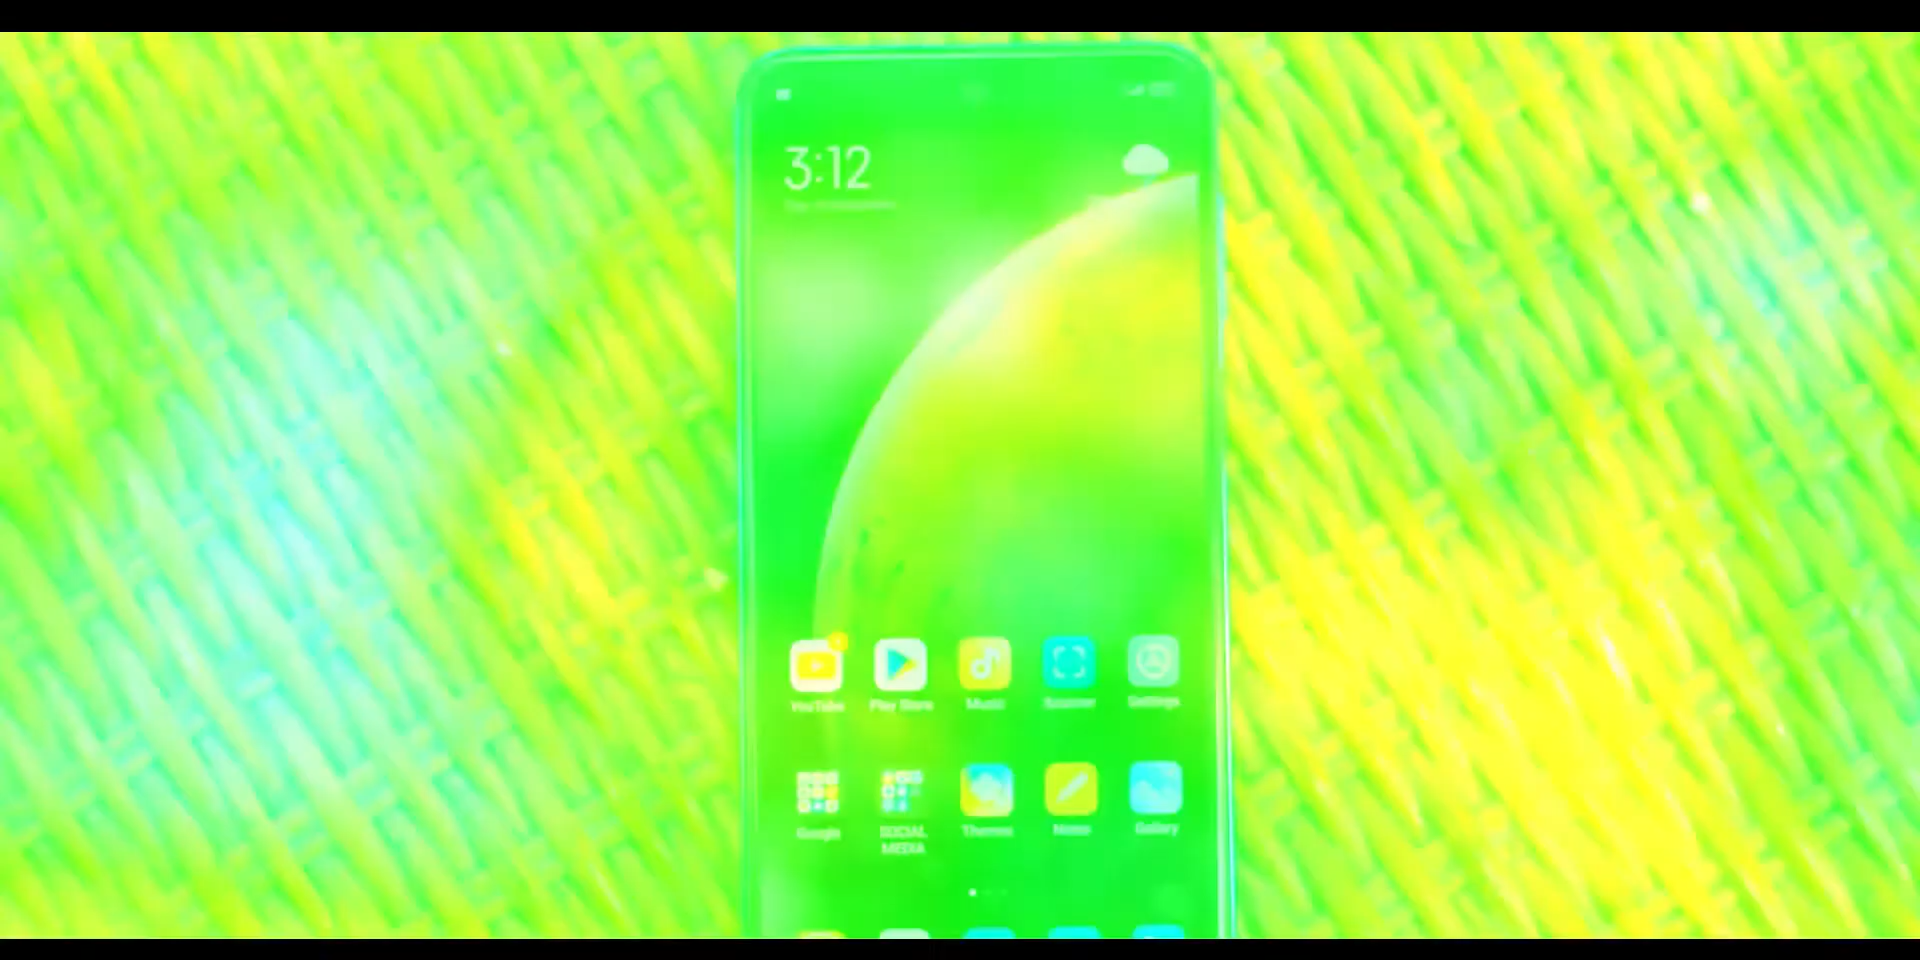 3:12
YouTube Play Store Music Scanner Settings
Google SOCIAL MEDIA Themes Notes Gallery